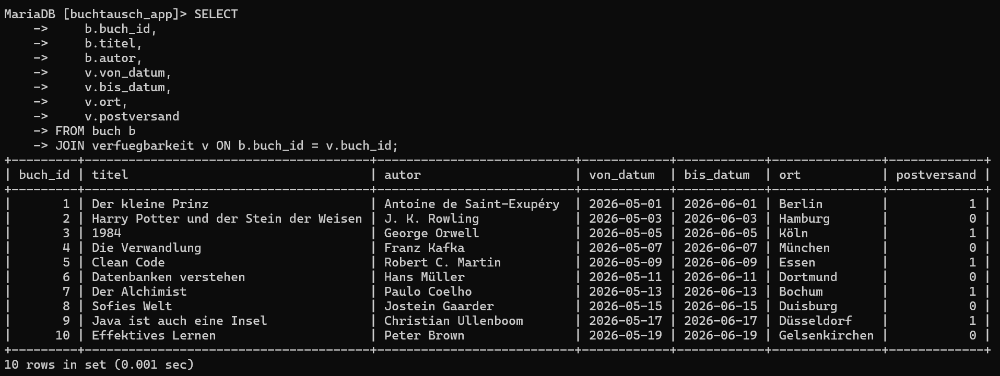 MariaDB [buchtausch_app]> SELECT
    ->     b.buch_id,
    ->     b.titel,
    ->     b.autor,
    ->     v.von_datum,
    ->     v.bis_datum,
    ->     v.ort,
    ->     v.postversand
    -> FROM buch b
    -> JOIN verfuegbarkeit v ON b.buch_id = v.buch_id;
+---------+---------------------------------------+---------------------------+------------+------------+---------------+-------------+
| buch_id | titel                                 | autor                     | von_datum  | bis_datum  | ort           | postversand |
+---------+---------------------------------------+---------------------------+------------+------------+---------------+-------------+
|       1 | Der kleine Prinz                      | Antoine de Saint-Exupéry  | 2026-05-01 | 2026-06-01 | Berlin        |           1 |
|       2 | Harry Potter und der Stein der Weisen | J. K. Rowling             | 2026-05-03 | 2026-06-03 | Hamburg       |           0 |
|       3 | 1984                                  | George Orwell             | 2026-05-05 | 2026-06-05 | Köln          |           1 |
|       4 | Die Verwandlung                       | Franz Kafka               | 2026-05-07 | 2026-06-07 | München       |           0 |
|       5 | Clean Code                            | Robert C. Martin          | 2026-05-09 | 2026-06-09 | Essen         |           1 |
|       6 | Datenbanken verstehen                 | Hans Müller               | 2026-05-11 | 2026-06-11 | Dortmund      |           0 |
|       7 | Der Alchimist                         | Paulo Coelho              | 2026-05-13 | 2026-06-13 | Bochum        |           1 |
|       8 | Sofies Welt                           | Jostein Gaarder           | 2026-05-15 | 2026-06-15 | Duisburg      |           0 |
|       9 | Java ist auch eine Insel              | Christian Ullenboom       | 2026-05-17 | 2026-06-17 | Düsseldorf    |           1 |
|      10 | Effektives Lernen                     | Peter Brown               | 2026-05-19 | 2026-06-19 | Gelsenkirchen |           0 |
+---------+---------------------------------------+---------------------------+------------+------------+---------------+-------------+
10 rows in set (0.001 sec)